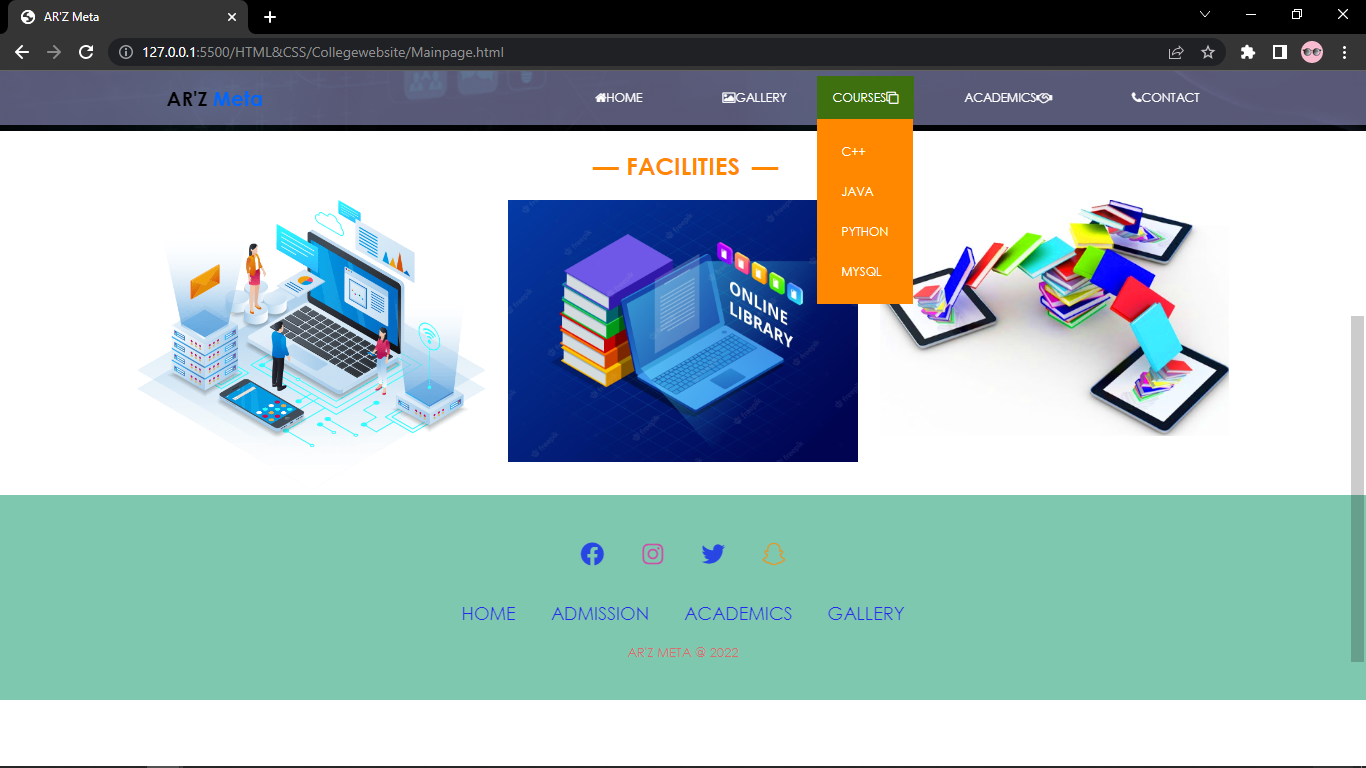 AR'Z Meta
127.0.0.1:5500/HTML&CSS/Collegewebsite/Mainpage.html
AR'Z Meta HOME GALLERY COURSES ACADEMICS CONTACT
C++
JAVA
PYTHON
MYSQL
— FACILITIES —
ONLINE
LIBRARY
HOME ADMISSION ACADEMICS GALLERY
AR'Z META @ 2022